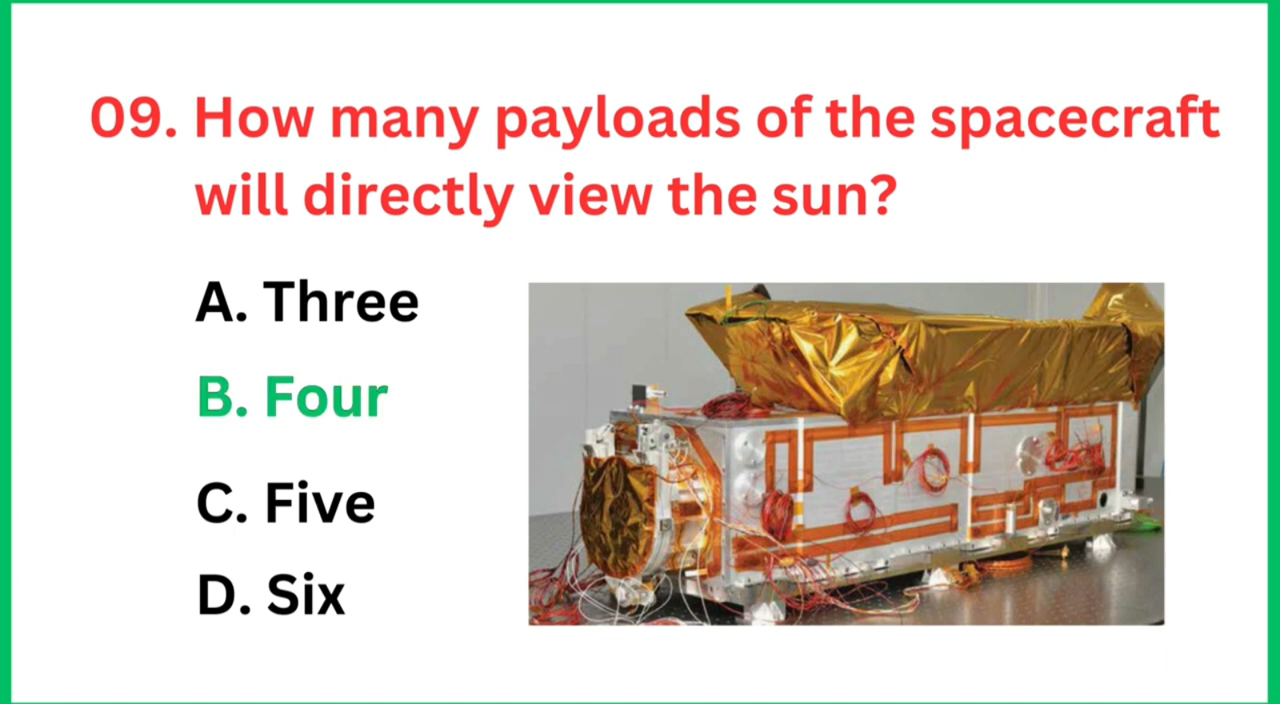 09. How many payloads of the spacecraft
will directly view the sun?
A. Three
B. Four
C. Five
D. Six